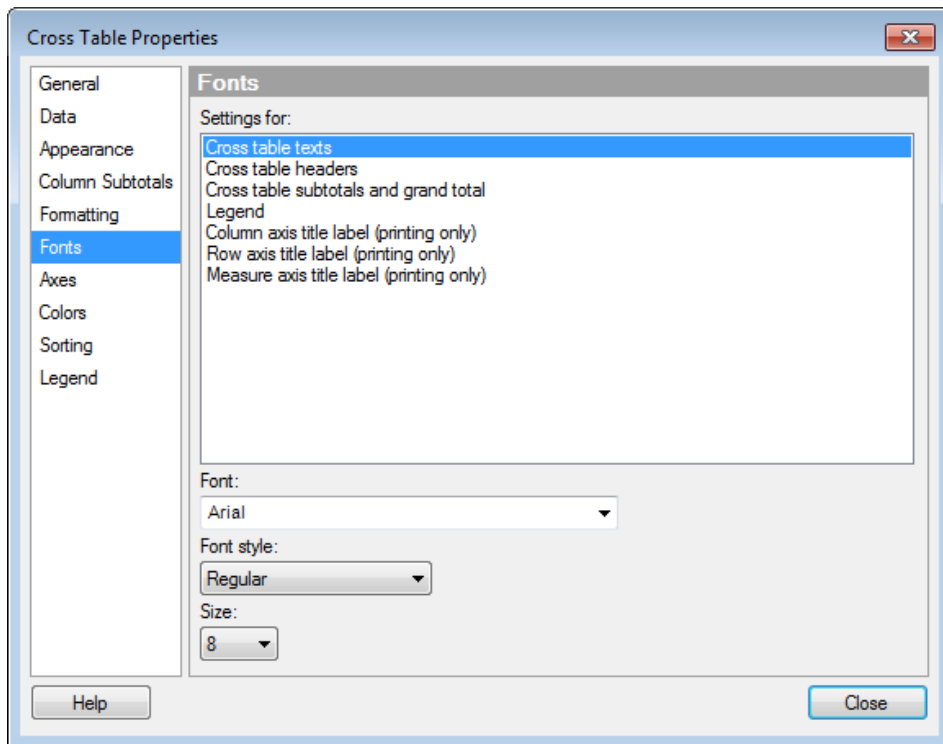 Cross Table Properties
General
Data
Appearance
Column Subtotals
Formatting
Fonts
Axes
Colors
Sorting
Legend
Fonts
Settings for:
Cross table texts
Cross table headers
Cross table subtotals and grand total
Legend
Column axis title label (printing only)
Row axis title label (printing only)
Measure axis title label (printing only)
Font:
Arial
Font style:
Regular
Size:
8
Help
Close